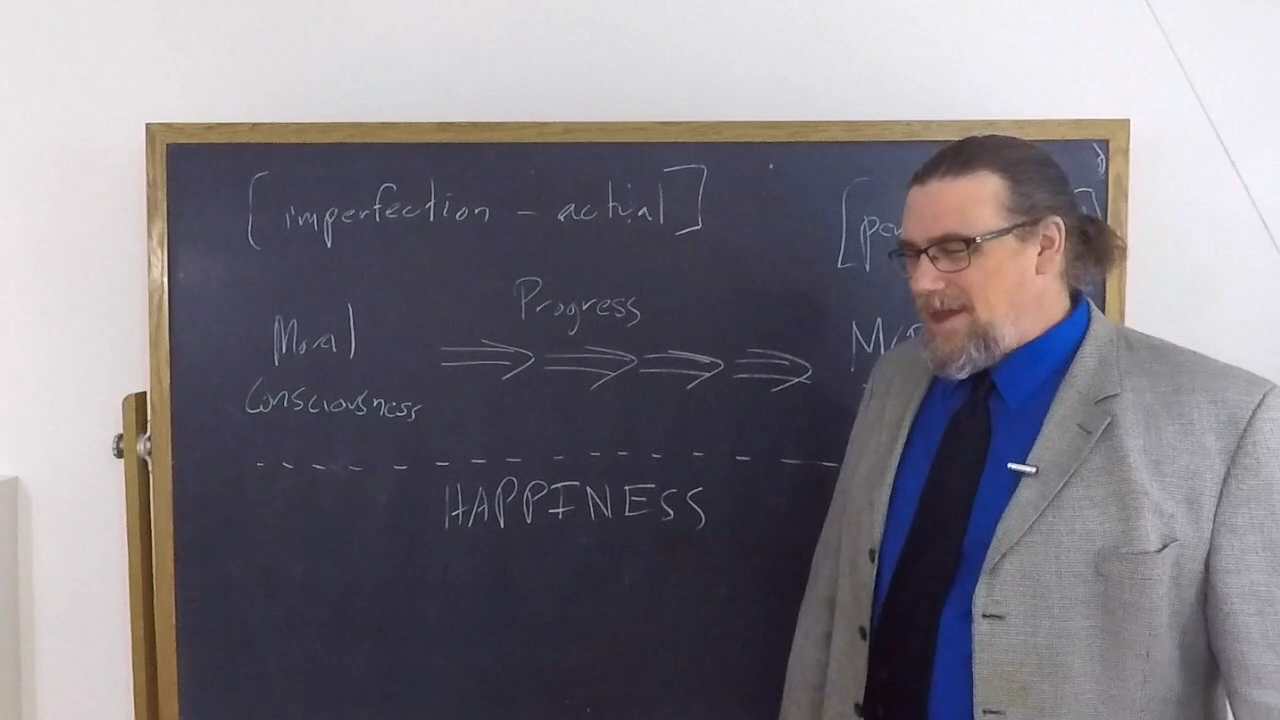 [imperfection - actual]
Progress
Moral
Consciousness
HAPPINESS